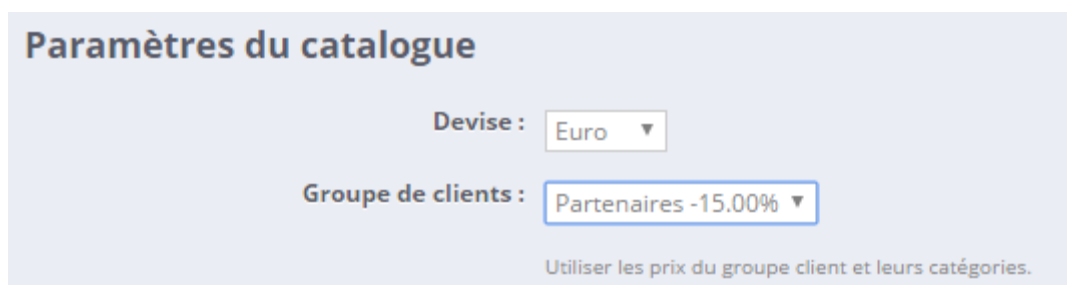 Paramètres du catalogue
Devise : Euro
Groupe de clients : Partenaires -15.00%
Utiliser les prix du groupe client et leurs catégories.